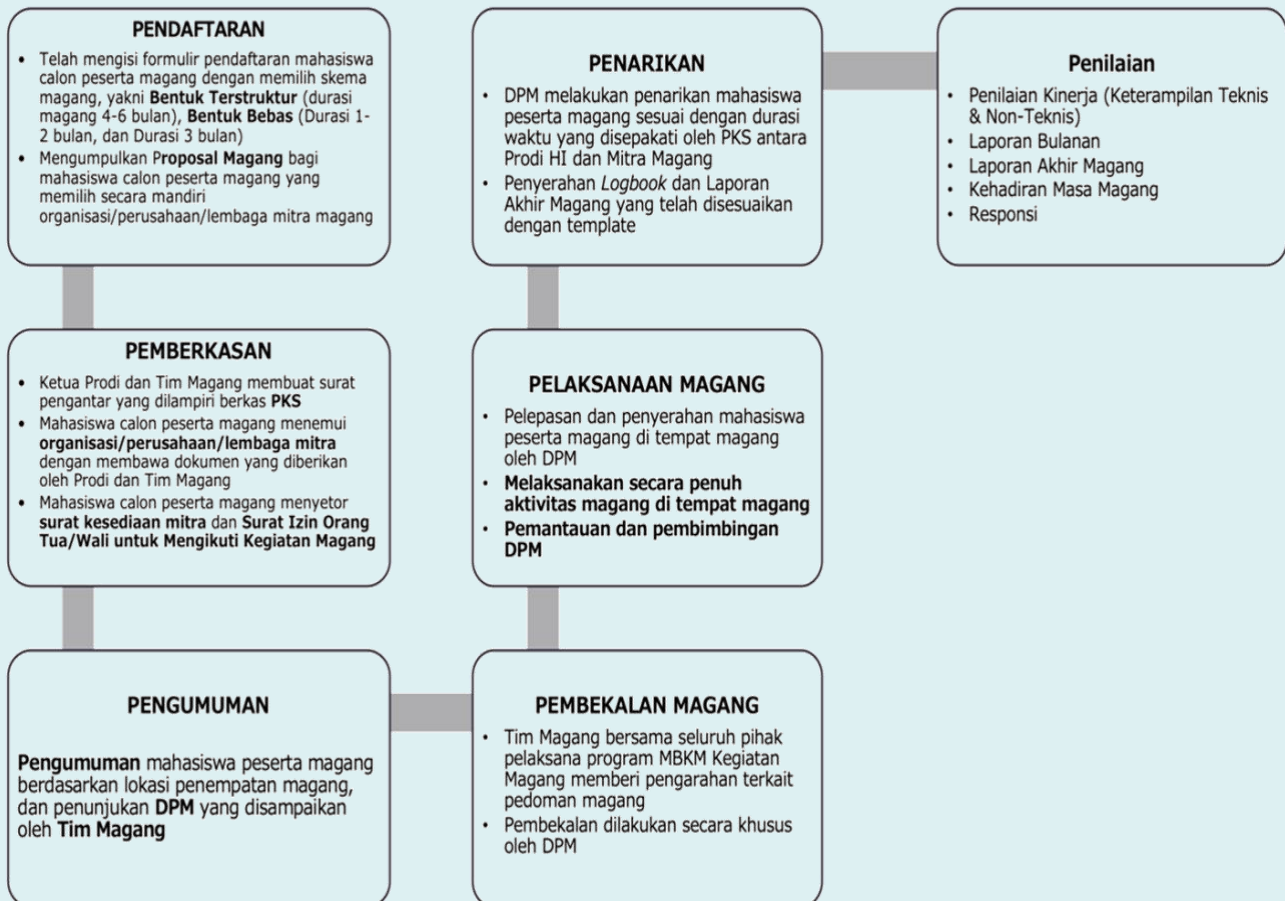 PENDAFTARAN
• Telah mengisi formulir pendaftaran mahasiswa
calon peserta magang dengan memilih skema
magang, yakni Bentuk Terstruktur (durasi
magang 4-6 bulan), Bentuk Bebas (Durasi 1-
2 bulan, dan Durasi 3 bulan)
• Mengumpulkan Proposal Magang bagi
mahasiswa calon peserta magang yang
memilih secara mandiri
organisasi/perusahaan/lembaga mitra magang
PEMBERKASAN
• Ketua Prodi dan Tim Magang membuat surat
pengantar yang dilampiri berkas PKS
• Mahasiswa calon peserta magang menemui
organisasi/perusahaan/lembaga mitra
dengan membawa dokumen yang diberikan
oleh Prodi dan Tim Magang
• Mahasiswa calon peserta magang menyetor
surat kesediaan mitra dan Surat Izin Orang
Tua/Wali untuk Mengikuti Kegiatan Magang
PENGUMUMAN
Pengumuman mahasiswa peserta magang
berdasarkan lokasi penempatan magang,
dan penunjukan DPM yang disampaikan
oleh Tim Magang
PEMBEKALAN MAGANG
• Tim Magang bersama seluruh pihak
pelaksana program MBKM Kegiatan
Magang memberi pengarahan terkait
pedoman magang
• Pembekalan dilakukan secara khusus
oleh DPM
PELAKSANAAN MAGANG
• Pelepasan dan penyerahan mahasiswa
peserta magang di tempat magang
oleh DPM
• Melaksanakan secara penuh
aktivitas magang di tempat magang
• Pemantauan dan pembimbingan
DPM
PENARIKAN
• DPM melakukan penarikan mahasiswa
peserta magang sesuai dengan durasi
waktu yang disepakati oleh PKS antara
Prodi HI dan Mitra Magang
• Penyerahan Logbook dan Laporan
Akhir Magang yang telah disesuaikan
dengan template
Penilaian
• Penilaian Kinerja (Keterampilan Teknis
& Non-Teknis)
• Laporan Bulanan
• Laporan Akhir Magang
• Kehadiran Masa Magang
• Responsi